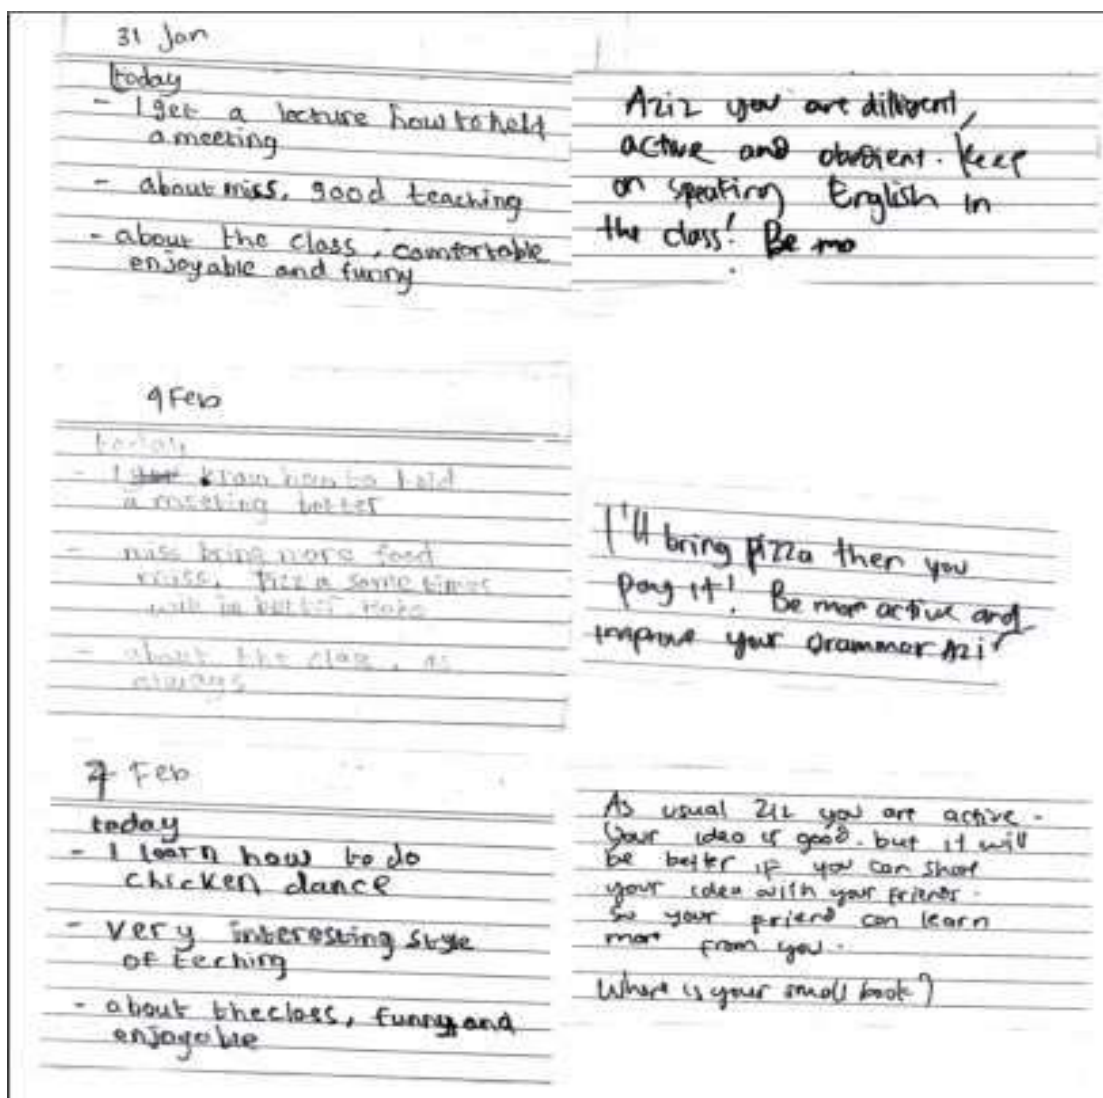 31 Jan
today
- I get a lecture how to held
a meeting
- about miss, good teaching
- about the class, comfortable
enjoyable and funny
Aziz you are diligent,
active and obedient. Keep
on speaking English in
the class! Be mo
4 Feb
today
- I how to hold
a meeting better
- miss bring more food
miss, pizza some times
will be better
- about the class, as
always
I'll bring pizza then you
pay it! Be more active and
improve your Grammar Azi
7 Feb
today
- I learn how to do
chicken dance
- very interesting style
of teching
- about the class, funny and
enjoyable
As usual Ziz you are active.
Your idea is good. but it will
be better if you can share
your idea with your friends.
So your friend can learn
more from you.
Where is your small book?